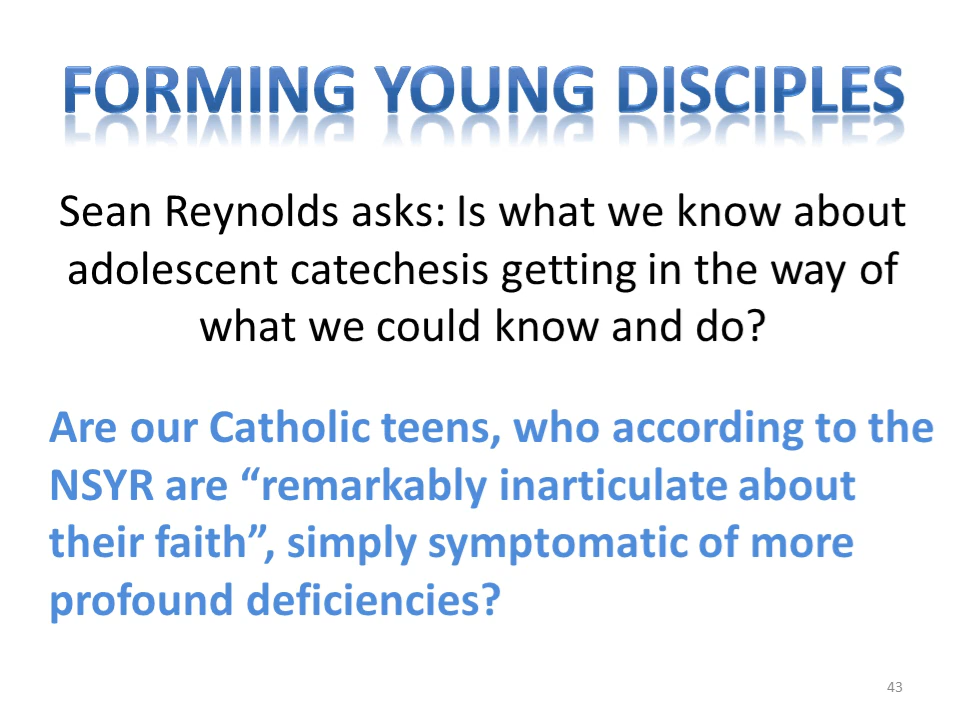 FORMING YOUNG DISCIPLES
Sean Reynolds asks: Is what we know about
adolescent catechesis getting in the way of
what we could know and do?
Are our Catholic teens, who according to the
NSYR are “remarkably inarticulate about
their faith”, simply symptomatic of more
profound deficiencies?
43